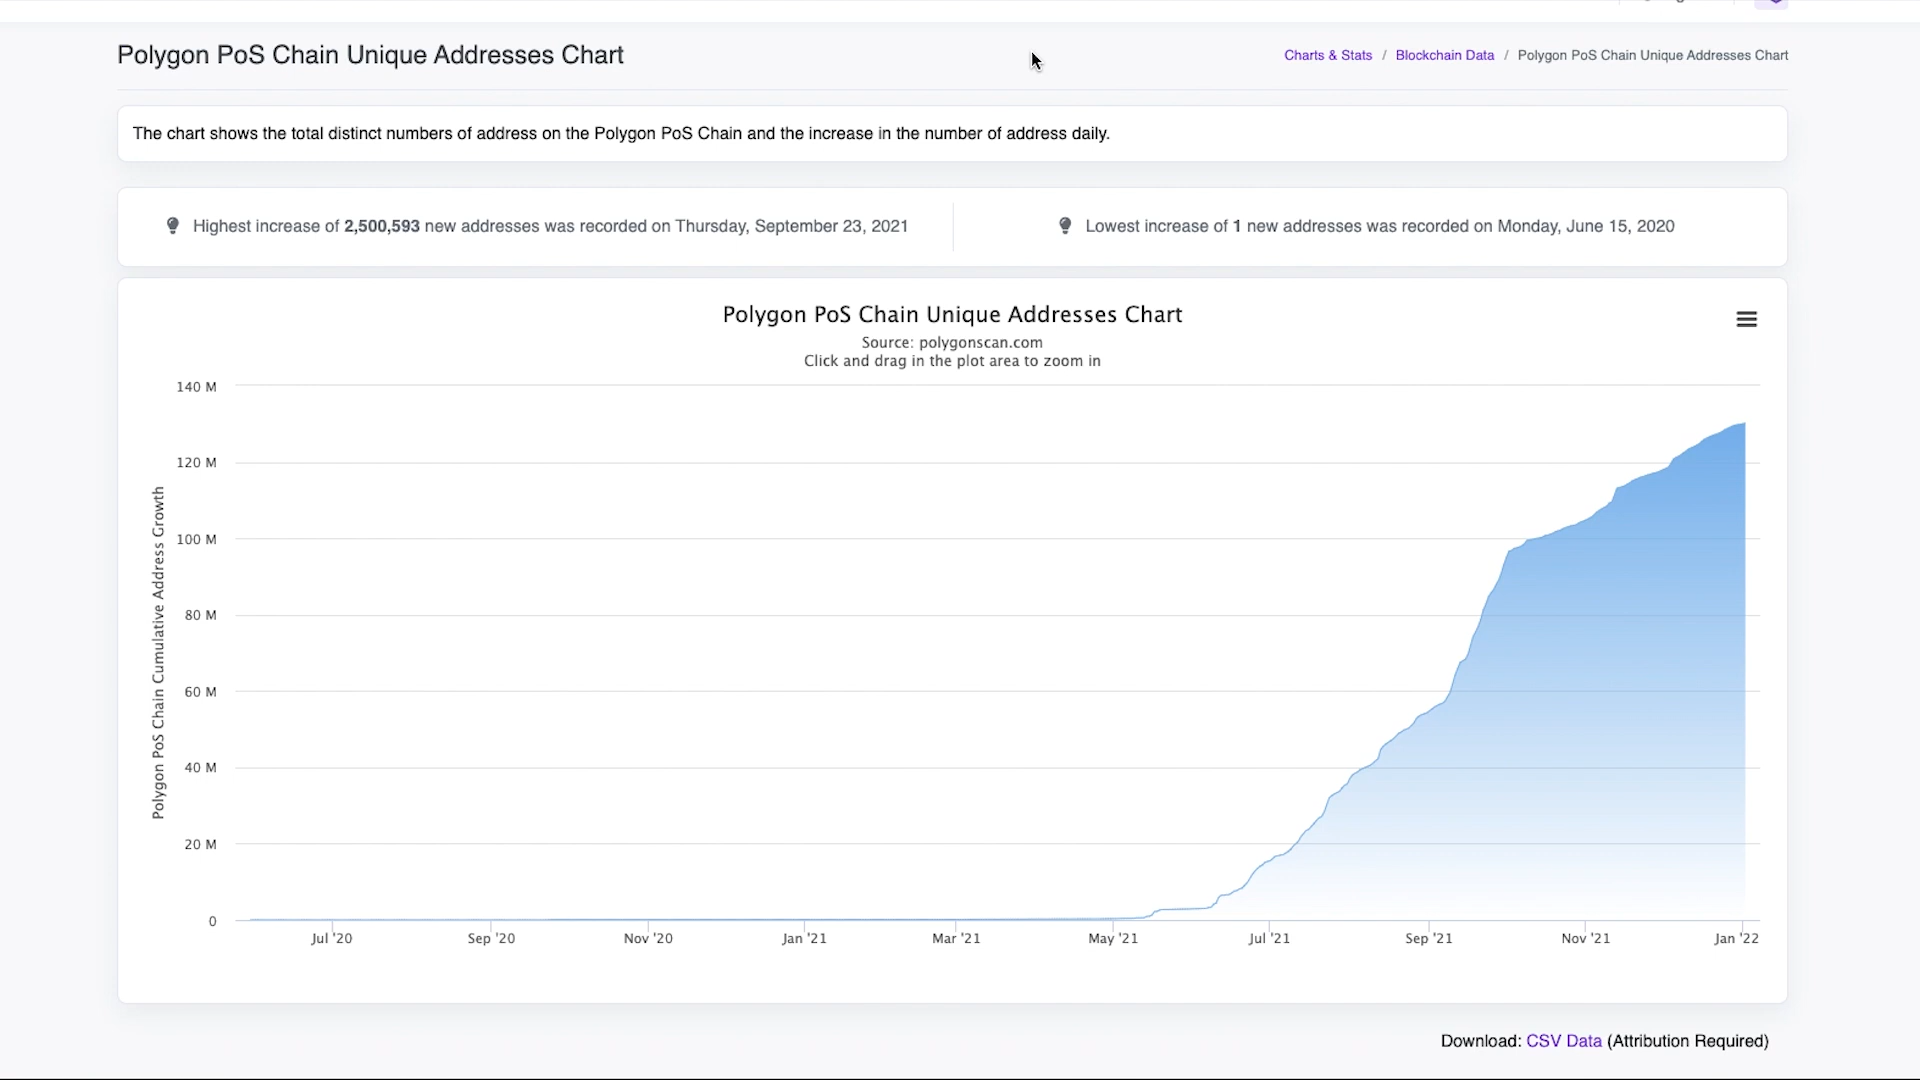 Polygon PoS Chain Unique Addresses Chart
Charts & Stats / Blockchain Data / Polygon PoS Chain Unique Addresses Chart
The chart shows the total distinct numbers of address on the Polygon PoS Chain and the increase in the number of address daily.
Highest increase of 2,500,593 new addresses was recorded on Thursday, September 23, 2021
Lowest increase of 1 new addresses was recorded on Monday, June 15, 2020
Polygon PoS Chain Unique Addresses Chart
Source: polygonscan.com
Click and drag in the plot area to zoom in
Polygon PoS Chain Cumulative Address Growth
140 M
120 M
100 M
80 M
60 M
40 M
20 M
0
Jul '20 Sep '20 Nov '20 Jan '21 Mar '21 May '21 Jul '21 Sep '21 Nov '21 Jan '22
Download: CSV Data (Attribution Required)